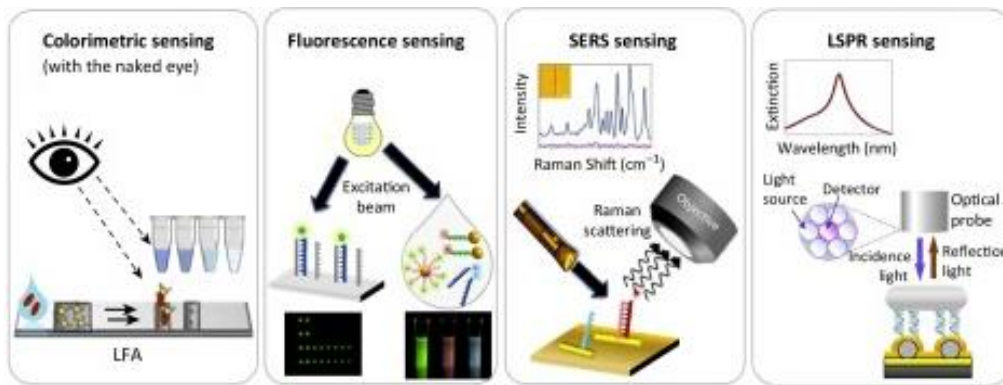 Colorimetric sensing
(with the naked eye)
LFA
Fluorescence sensing
Excitation
beam
SERS sensing
Intensity
Raman Shift (cm⁻¹)
Raman
scattering
Objective
LSPR sensing
Extinction
Wavelength (nm)
Light
source
Detector
Optical
probe
Incidence
light
Reflection
light